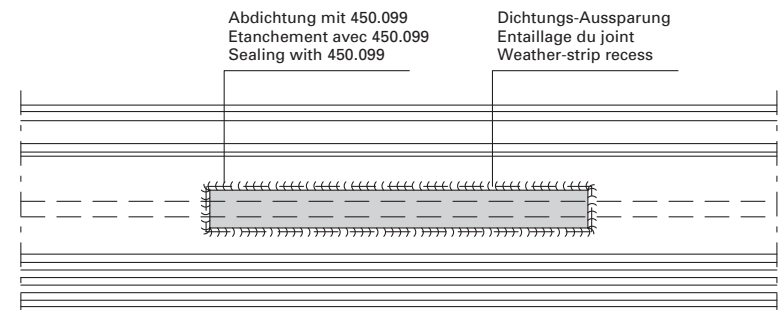 Abdichtung mit 450.099
Etanchement avec 450.099
Sealing with 450.099
Dichtungs-Aussparung
Entaillage du joint
Weather-strip recess